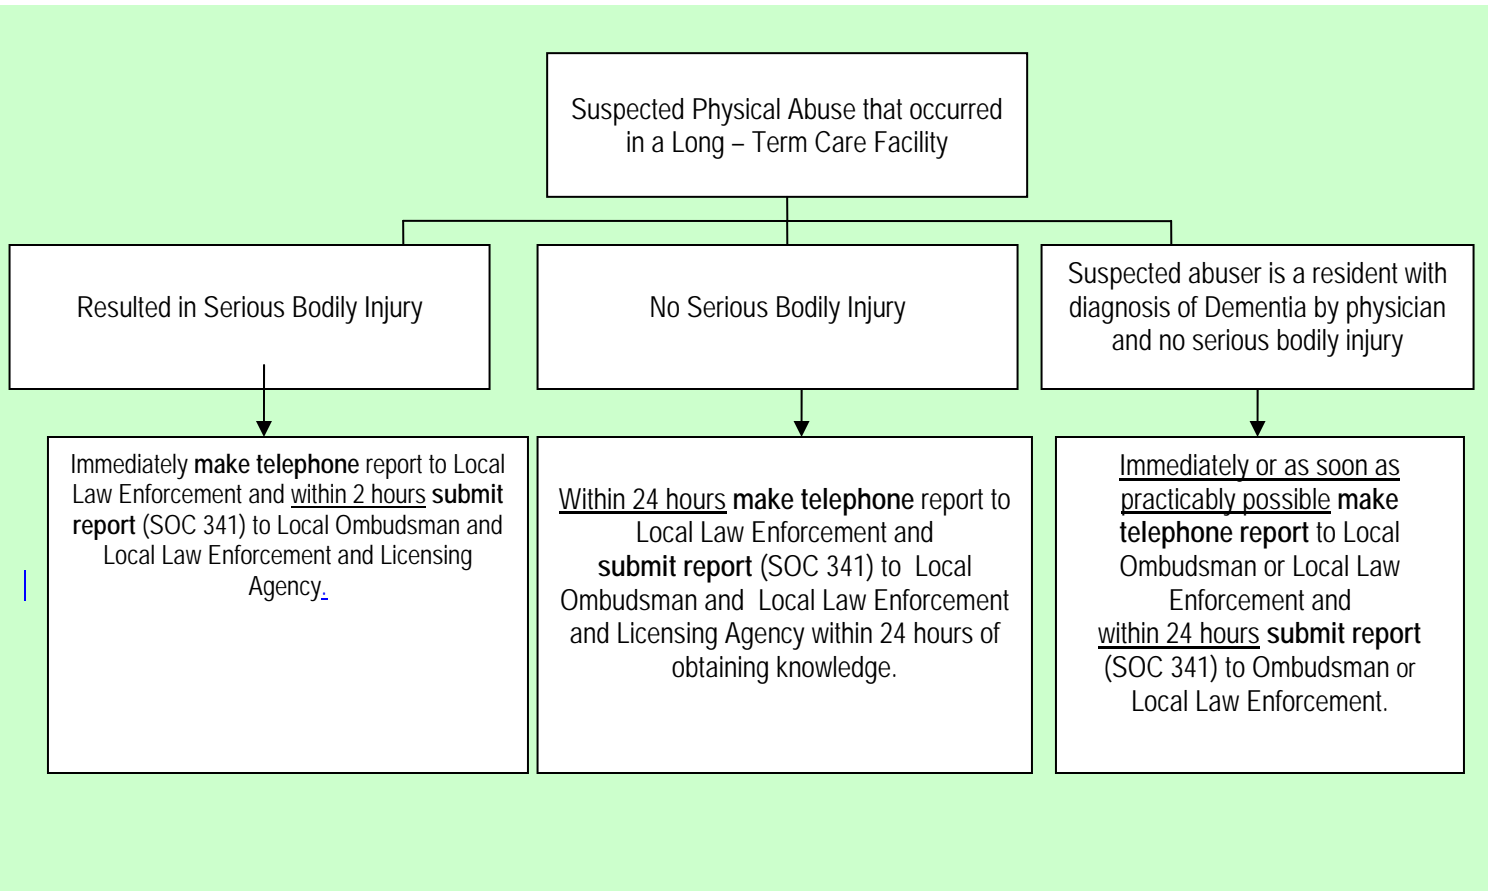 Suspected Physical Abuse that occurred
in a Long – Term Care Facility
Resulted in Serious Bodily Injury
No Serious Bodily Injury
Suspected abuser is a resident with
diagnosis of Dementia by physician
and no serious bodily injury
Immediately make telephone report to Local
Law Enforcement and within 2 hours submit
report (SOC 341) to Local Ombudsman and
Local Law Enforcement and Licensing
Agency.
Within 24 hours make telephone report to
Local Law Enforcement and
submit report (SOC 341) to Local
Ombudsman and Local Law Enforcement
and Licensing Agency within 24 hours of
obtaining knowledge.
Immediately or as soon as
practicably possible make
telephone report to Local
Ombudsman or Local Law
Enforcement and
within 24 hours submit report
(SOC 341) to Ombudsman or
Local Law Enforcement.